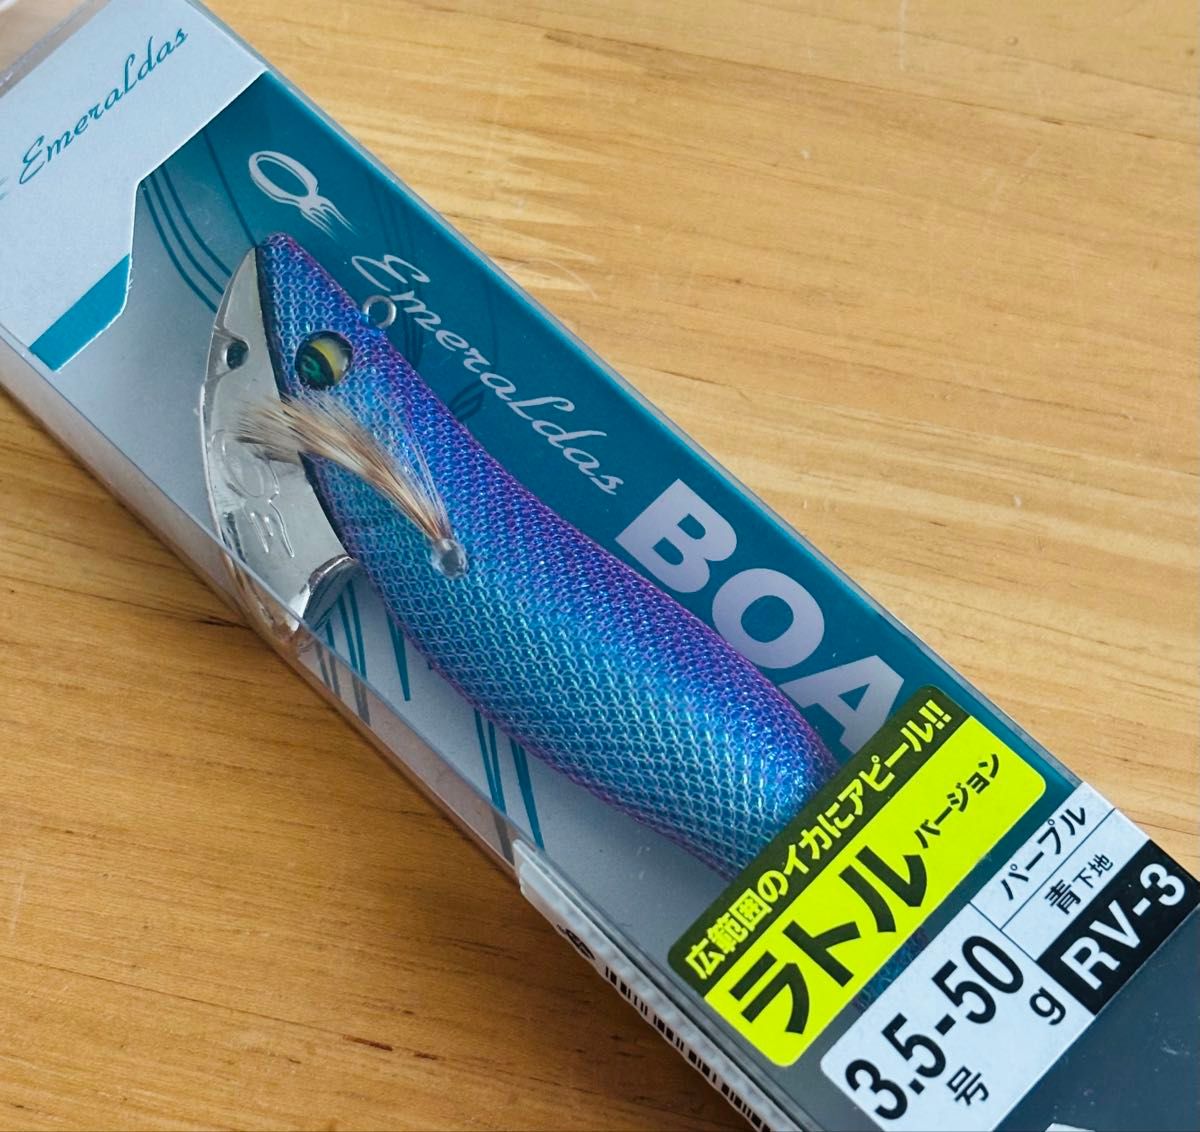 Emeraldas
Emeraldas
BOA
広範囲のイカにアピール!!
ラトルバージョン
パープル
青下地
3.5-50
号
g
RV-3